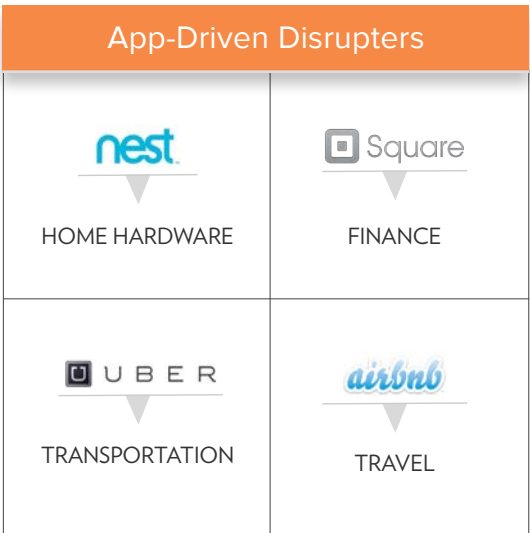 App-Driven Disrupters
nest
Square
HOME HARDWARE
FINANCE
UBER
airbnb
TRANSPORTATION
TRAVEL